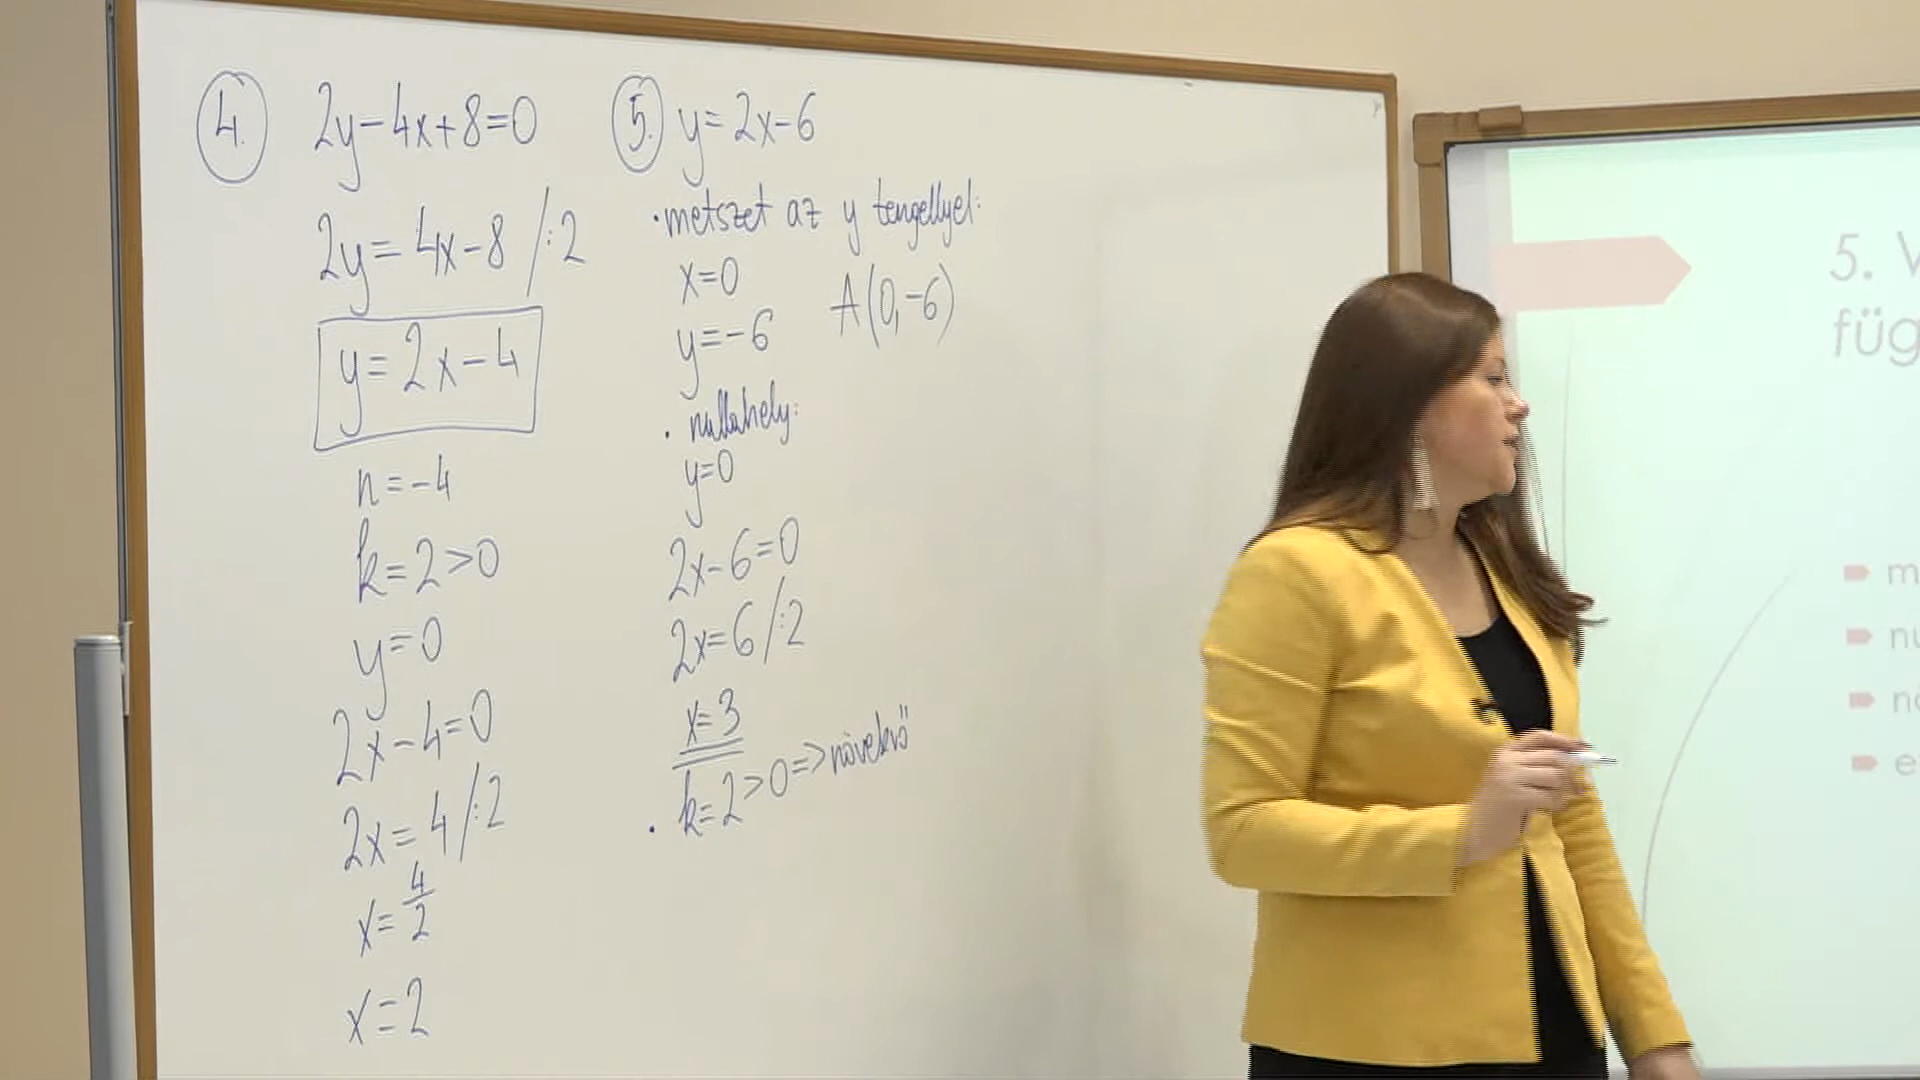 4.
2y-4x+8=0
2y=4x-8 /:2
y=2x-4
n=-4
k=2>0
y=0
2x-4=0
2x=4/:2
x=4/2
x=2
5.
y=2x-6
•metszet az y tengellyel:
x=0
y=-6
A(0,-6)
• nullahely:
y=0
2x-6=0
2x=6/:2
x=3
• k=2>0=>növekvő
5. V
füg
m
nu
nö
e